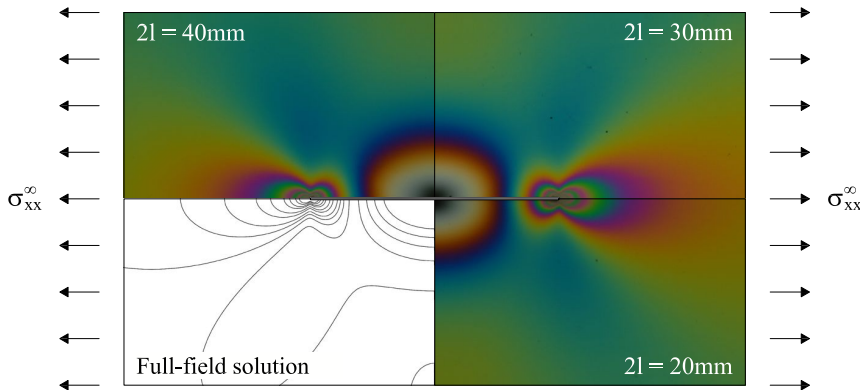 2l = 40mm
2l = 30mm
σ∞xx
σ∞xx
Full-field solution
2l = 20mm